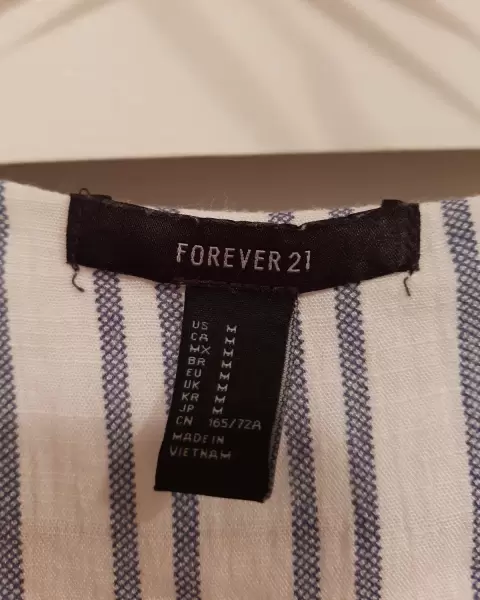 FOREVER 21
US M
CA M
MX M
BR M
EU M
UK M
KR M
JP M
CN 165/72A
MADE IN
VIETNAM